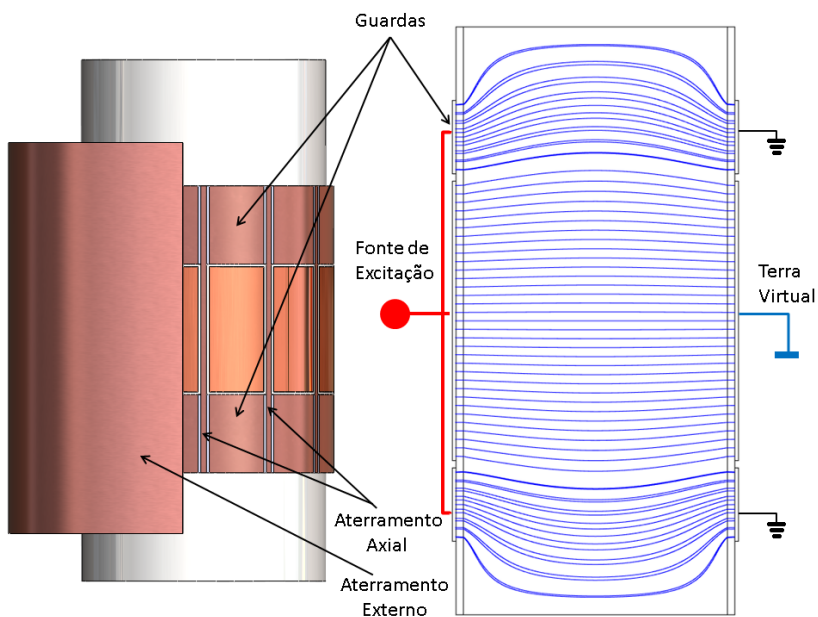 Guardas
Fonte de
Excitação
Terra
Virtual
Aterramento
Axial
Aterramento
Externo